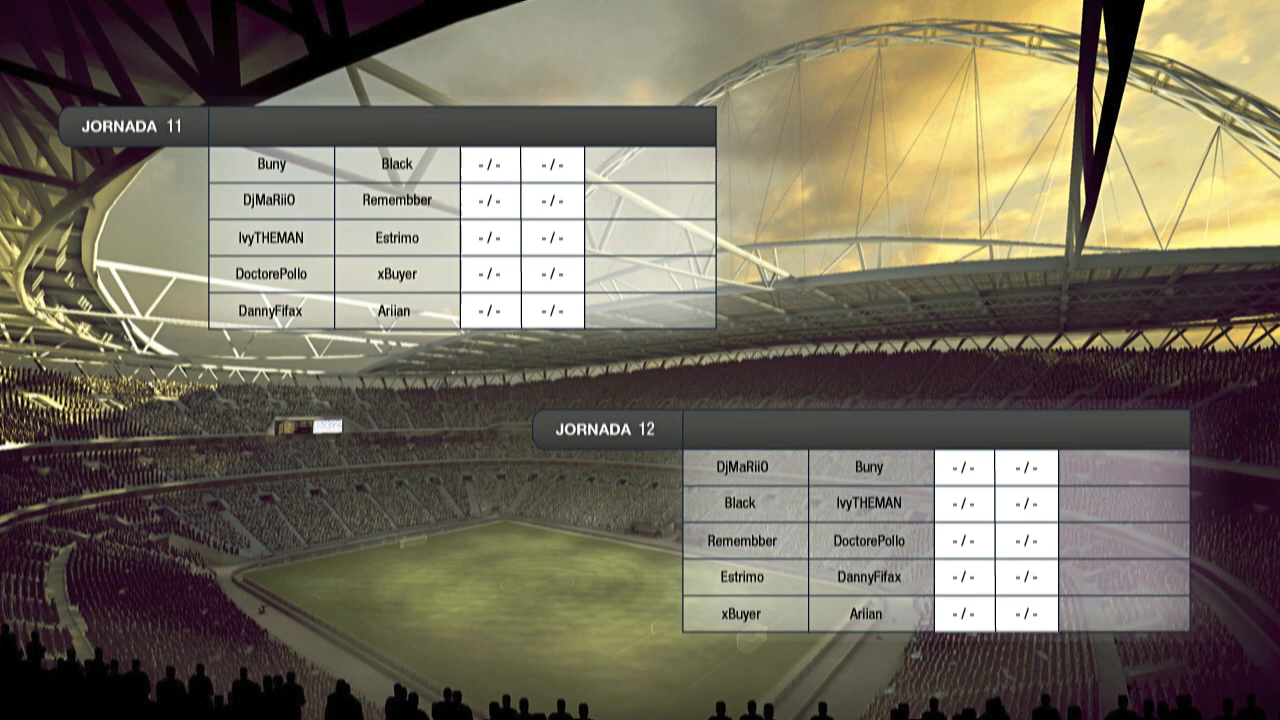 JORNADA 11
Buny Black - / - - / -
DjMaRiiO Remembber - / - - / -
IvyTHEMAN Estrimo - / - - / -
DoctorePollo xBuyer - / - - / -
DannyFifax Ariian - / - - / -
JORNADA 12
DjMaRiiO Buny - / - - / -
Black IvyTHEMAN - / - - / -
Remembber DoctorePollo - / - - / -
Estrimo DannyFifax - / - - / -
xBuyer Ariian - / - - / -